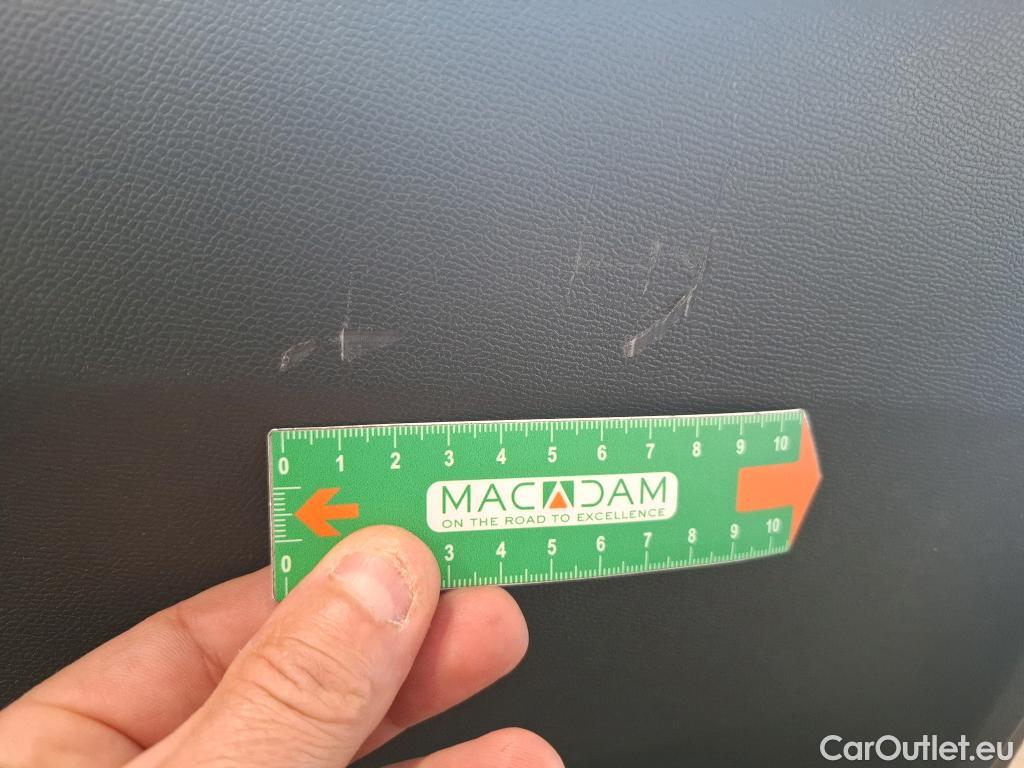 0 1 2 3 4 5 6 7 8 9 10
MACADAM
ON THE ROAD TO EXCELLENCE
0 3 4 5 6 7 8 9 10
CarOutlet.eu